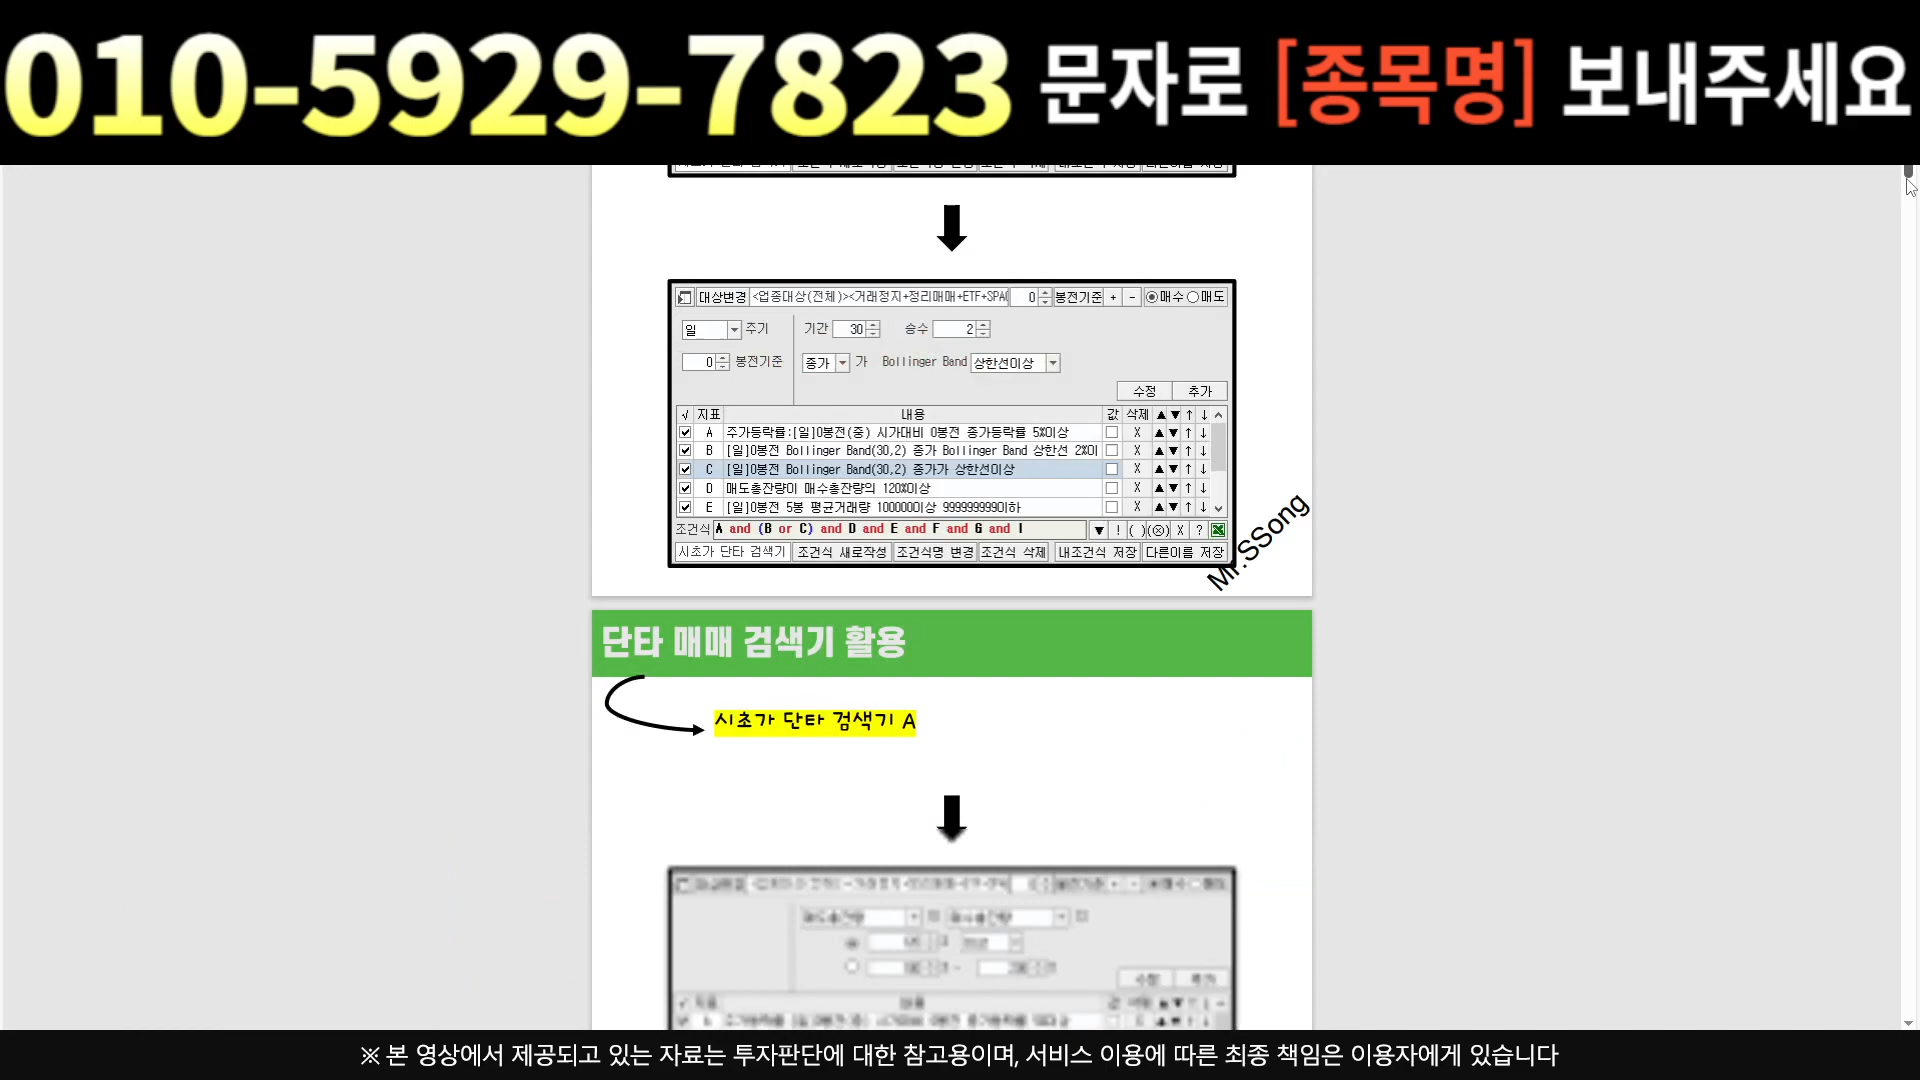 010-5929-7823 문자로 [종목명] 보내주세요
대상변경 <업종대상(전체)><거래정지+정리매매+ETF+SPA 0 봉전기준 + - 매수 매도
일 주기 기간 30 승수 2
0 봉전기준 종가 가 Bollinger Band 상한선이상
수정 추가
√ 지표 내용 값 삭제 ▲ ▼ ↑ ↓
A 주가등락률:[일]0봉전(중) 시가대비 0봉전 종가등락률 5%이상 X ▲ ▼ ↑ ↓
B [일]0봉전 Bollinger Band(30,2) 종가 Bollinger Band 상한선 2%이 X ▲ ▼ ↑ ↓
C [일]0봉전 Bollinger Band(30,2) 종가가 상한선이상 X ▲ ▼ ↑ ↓
D 매도총잔량이 매수총잔량의 120%이상 X ▲ ▼ ↑ ↓
E [일]0봉전 5봉 평균거래량 1000000이상 999999999이하 X ▲ ▼ ↑ ↓
조건식 A and (B or C) and D and E and F and G and I ▼ ! ( ) (⊗) X ?
시초가 단타 검색기 조건식 새로작성 조건식명 변경 조건식 삭제 내조건식 저장 다른이름 저장
Mr.SSong
단타 매매 검색기 활용
시초가 단타 검색기 A
※ 본 영상에서 제공되고 있는 자료는 투자판단에 대한 참고용이며, 서비스 이용에 따른 최종 책임은 이용자에게 있습니다